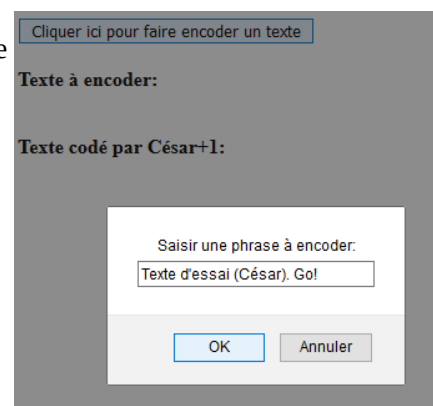 Cliquer ici pour faire encoder un texte
e
Texte à encoder:
Texte codé par César+1:
Saisir une phrase à encoder:
Texte d'essai (César). Go!
OK Annuler